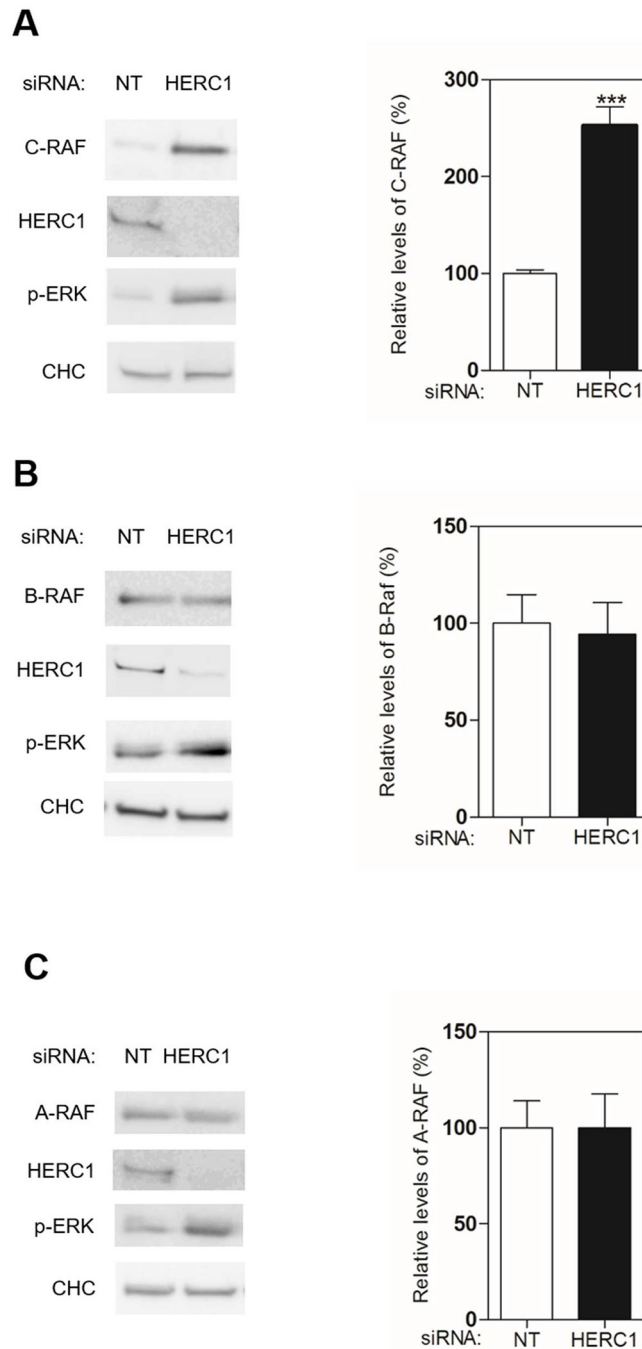 A
siRNA: NT HERC1
C-RAF
HERC1
p-ERK
CHC
Relative levels of C-RAF (%)
300
200
100
0
***
siRNA: NT HERC1
B
siRNA: NT HERC1
B-RAF
HERC1
p-ERK
CHC
Relative levels of B-Raf (%)
150
100
50
0
siRNA: NT HERC1
C
siRNA: NT HERC1
A-RAF
HERC1
p-ERK
CHC
Relative levels of A-RAF (%)
150
100
50
0
siRNA: NT HERC1